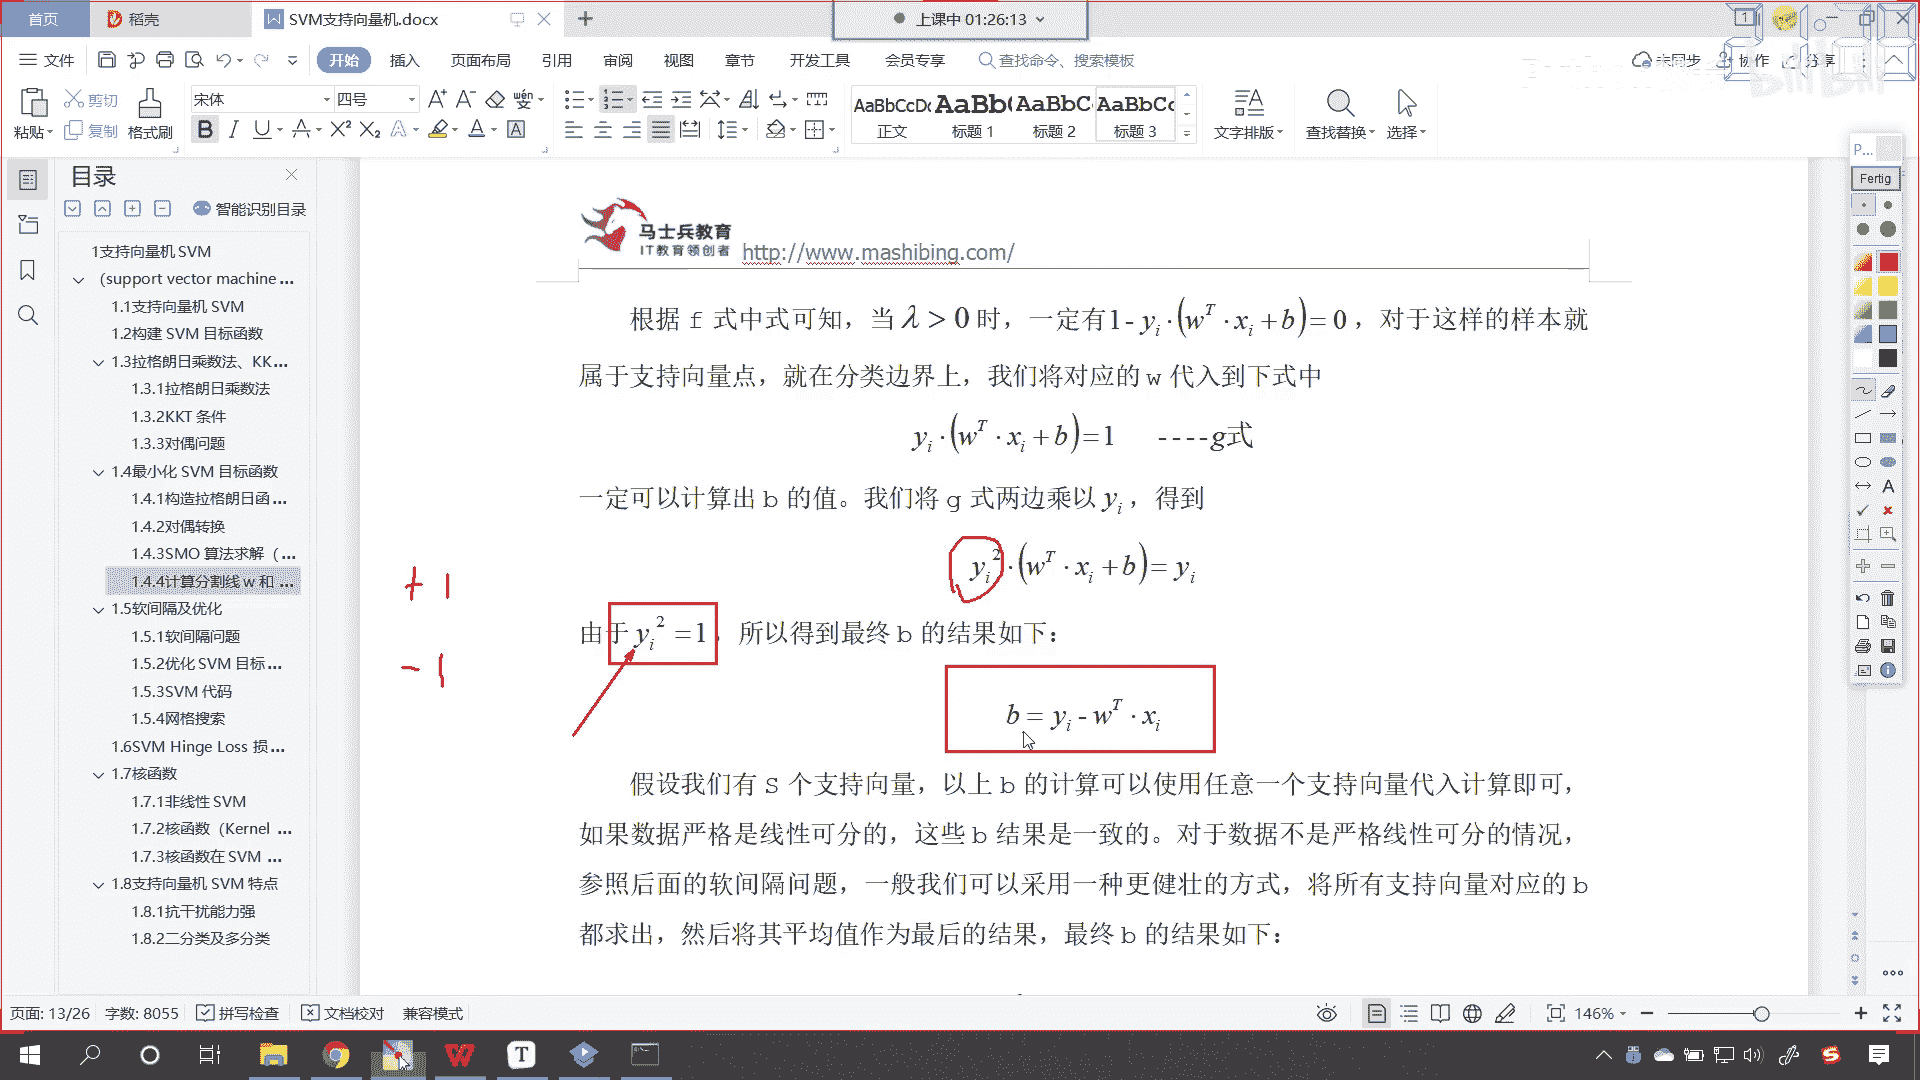 首页
稻壳
SVM支持向量机.docx
上课中 01:26:13
文件
开始 插入 页面布局 引用 审阅 视图 章节 开发工具 会员专享 查找命令、搜索模板
未同步 协作 分享
粘贴 剪切 复制 格式刷
宋体 四号
AaBbCcDc AaBb( AaBbC AaBbCc
正文 标题 1 标题 2 标题 3
文字排版 查找替换 选择
P...
Fertig
目录
智能识别目录
1支持向量机 SVM
(support vector machine ...
1.1支持向量机 SVM
1.2构建 SVM 目标函数
1.3拉格朗日乘数法、KK...
1.3.1拉格朗日乘数法
1.3.2KKT 条件
1.3.3对偶问题
1.4最小化 SVM 目标函数
1.4.1构造拉格朗日函 ...
1.4.2对偶转换
1.4.3SMO 算法求解（ ...
1.4.4计算分割线 w 和 ...
1.5软间隔及优化
1.5.1软间隔问题
1.5.2优化 SVM 目标 ...
1.5.3SVM 代码
1.5.4网格搜索
1.6SVM Hinge Loss 损 ...
1.7核函数
1.7.1非线性 SVM
1.7.2核函数（Kernel ...
1.7.3核函数在 SVM ...
1.8支持向量机 SVM 特点
1.8.1抗干扰能力强
1.8.2二分类及多分类
马士兵教育
IT教育领创者 http://www.mashibing.com/
根据 f 式中式可知，当 λ > 0 时，一定有 1 - y_i · (w^T · x_i + b) = 0 ，对于这样的样本就
属于支持向量点，就在分类边界上，我们将对应的 w 代入到下式中
y_i · (w^T · x_i + b) = 1 ----g式
一定可以计算出 b 的值。我们将 g 式两边乘以 y_i ，得到
y_i^2 · (w^T · x_i + b) = y_i
+ 1
由于 y_i^2 = 1 ，所以得到最终 b 的结果如下：
- 1
b = y_i - w^T · x_i
假设我们有 S 个支持向量，以上 b 的计算可以使用任意一个支持向量代入计算即可，
如果数据严格是线性可分的，这些 b 结果是一致的。对于数据不是严格线性可分的情况，
参照后面的软间隔问题，一般我们可以采用一种更健壮的方式，将所有支持向量对应的 b
都求出，然后将其平均值作为最后的结果，最终 b 的结果如下：
页面: 13/26 字数: 8055 拼写检查 文档校对 兼容模式
146%